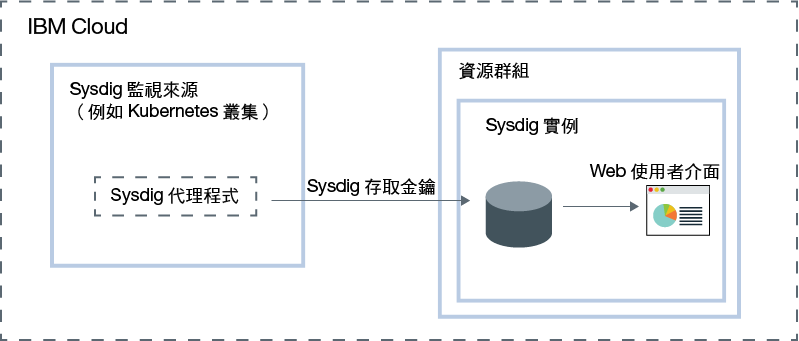 IBM Cloud
Sysdig 監視來源
（例如 Kubernetes 叢集）
Sysdig 代理程式
Sysdig 存取金鑰
資源群組
Sysdig 實例
Web 使用者介面